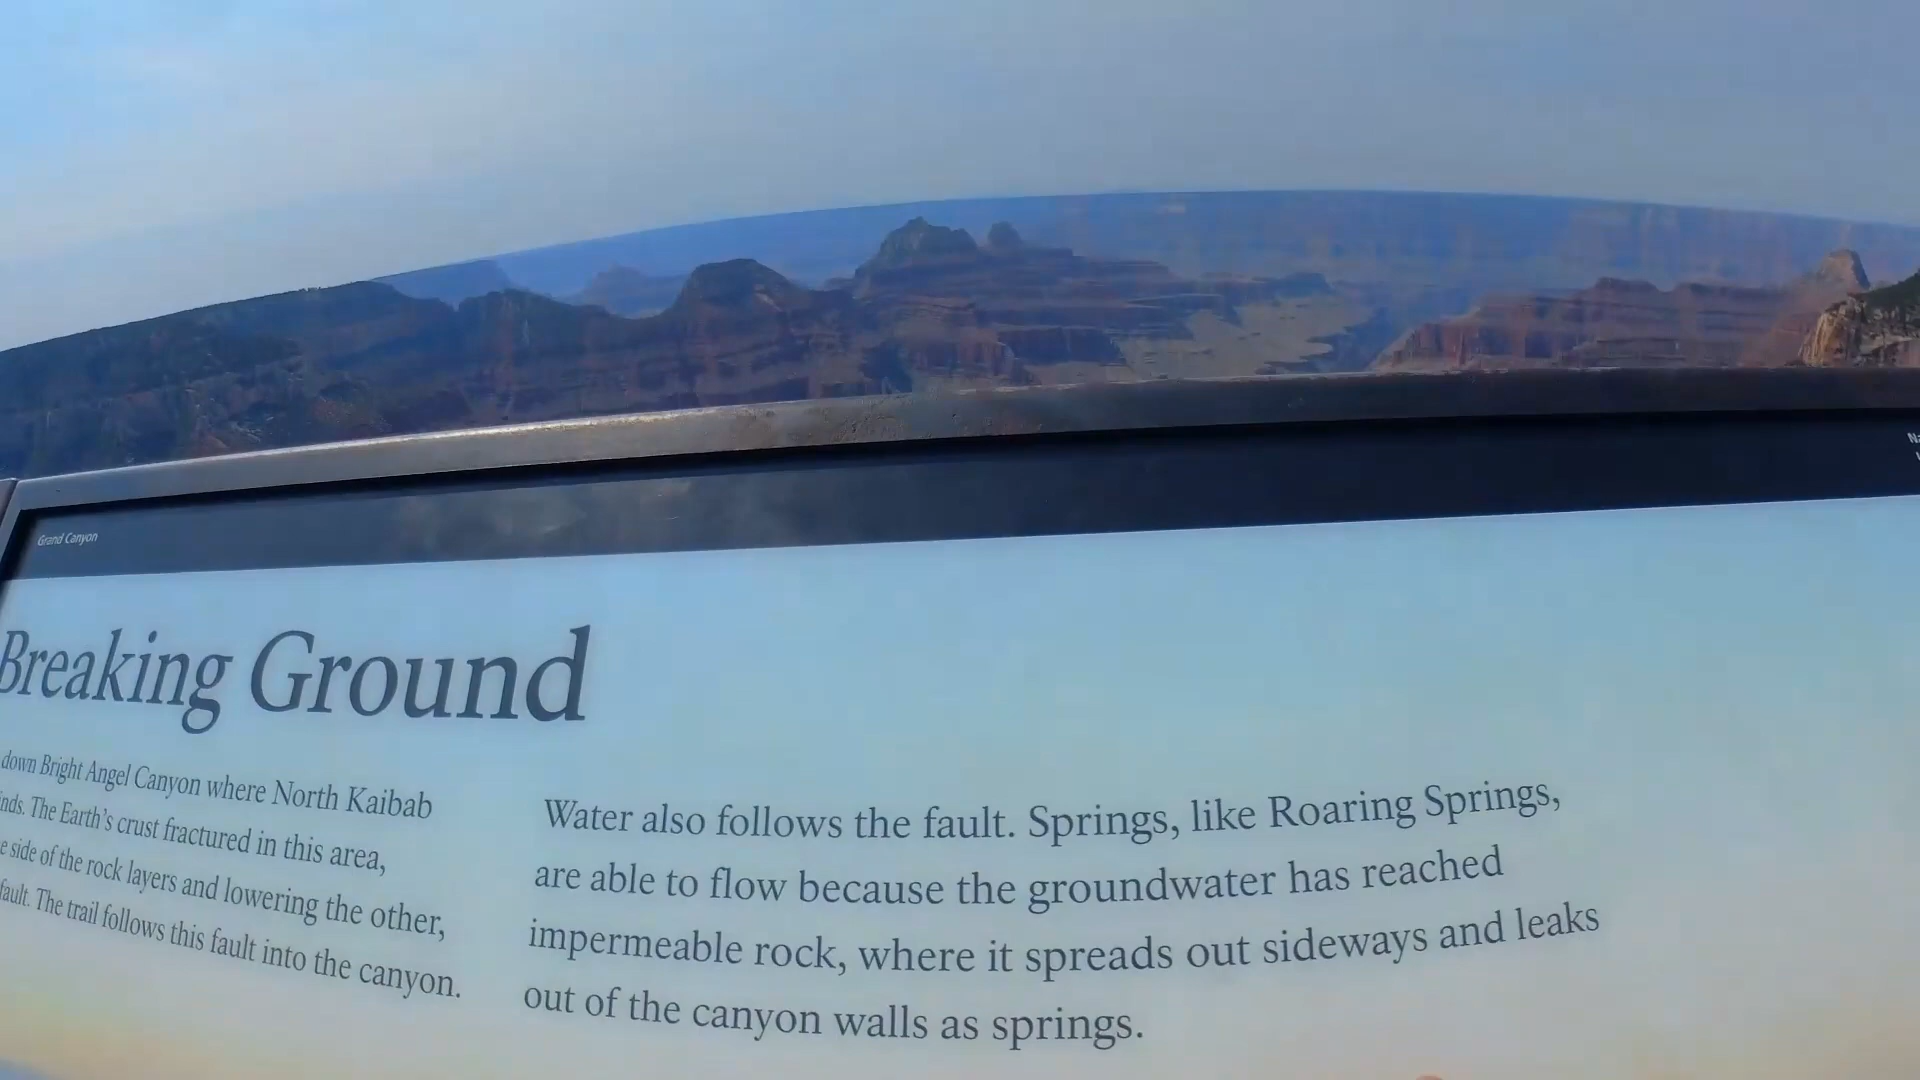 Grand Canyon
Breaking Ground
down Bright Angel Canyon where North Kaibab
The Earth's crust fractured in this area,
side of the rock layers and lowering the other,
fault. The trail follows this fault into the canyon.
Water also follows the fault. Springs, like Roaring Springs,
are able to flow because the groundwater has reached
impermeable rock, where it spreads out sideways and leaks
out of the canyon walls as springs.